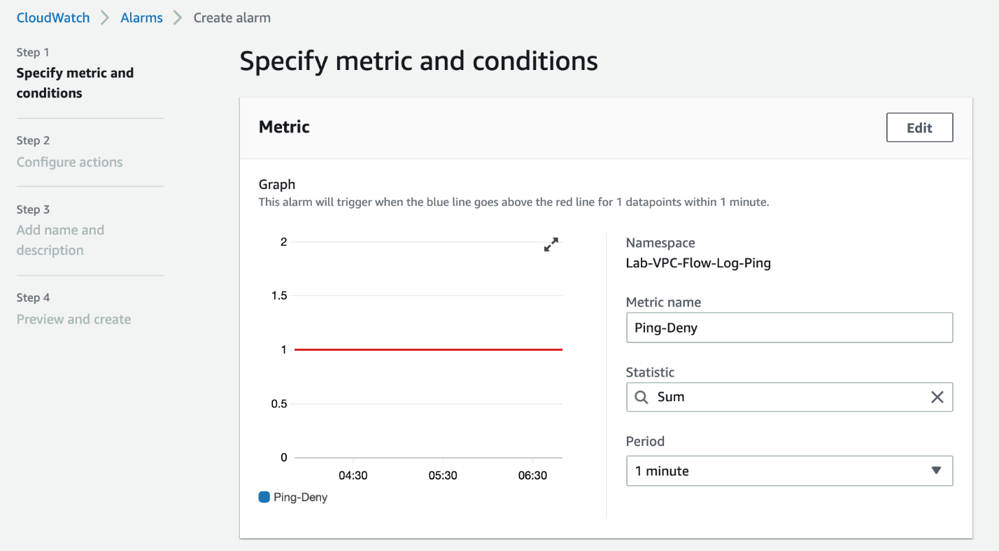 CloudWatch > Alarms > Create alarm
Step 1
Specify metric and
conditions
Step 2
Configure actions
Step 3
Add name and
description
Step 4
Preview and create
Specify metric and conditions
Metric
Edit
Graph
This alarm will trigger when the blue line goes above the red line for 1 datapoints within 1 minute.
2
1.5
1
0.5
0
04:30 05:30 06:30
Ping-Deny
Namespace
Lab-VPC-Flow-Log-Ping
Metric name
Ping-Deny
Statistic
Sum
Period
1 minute